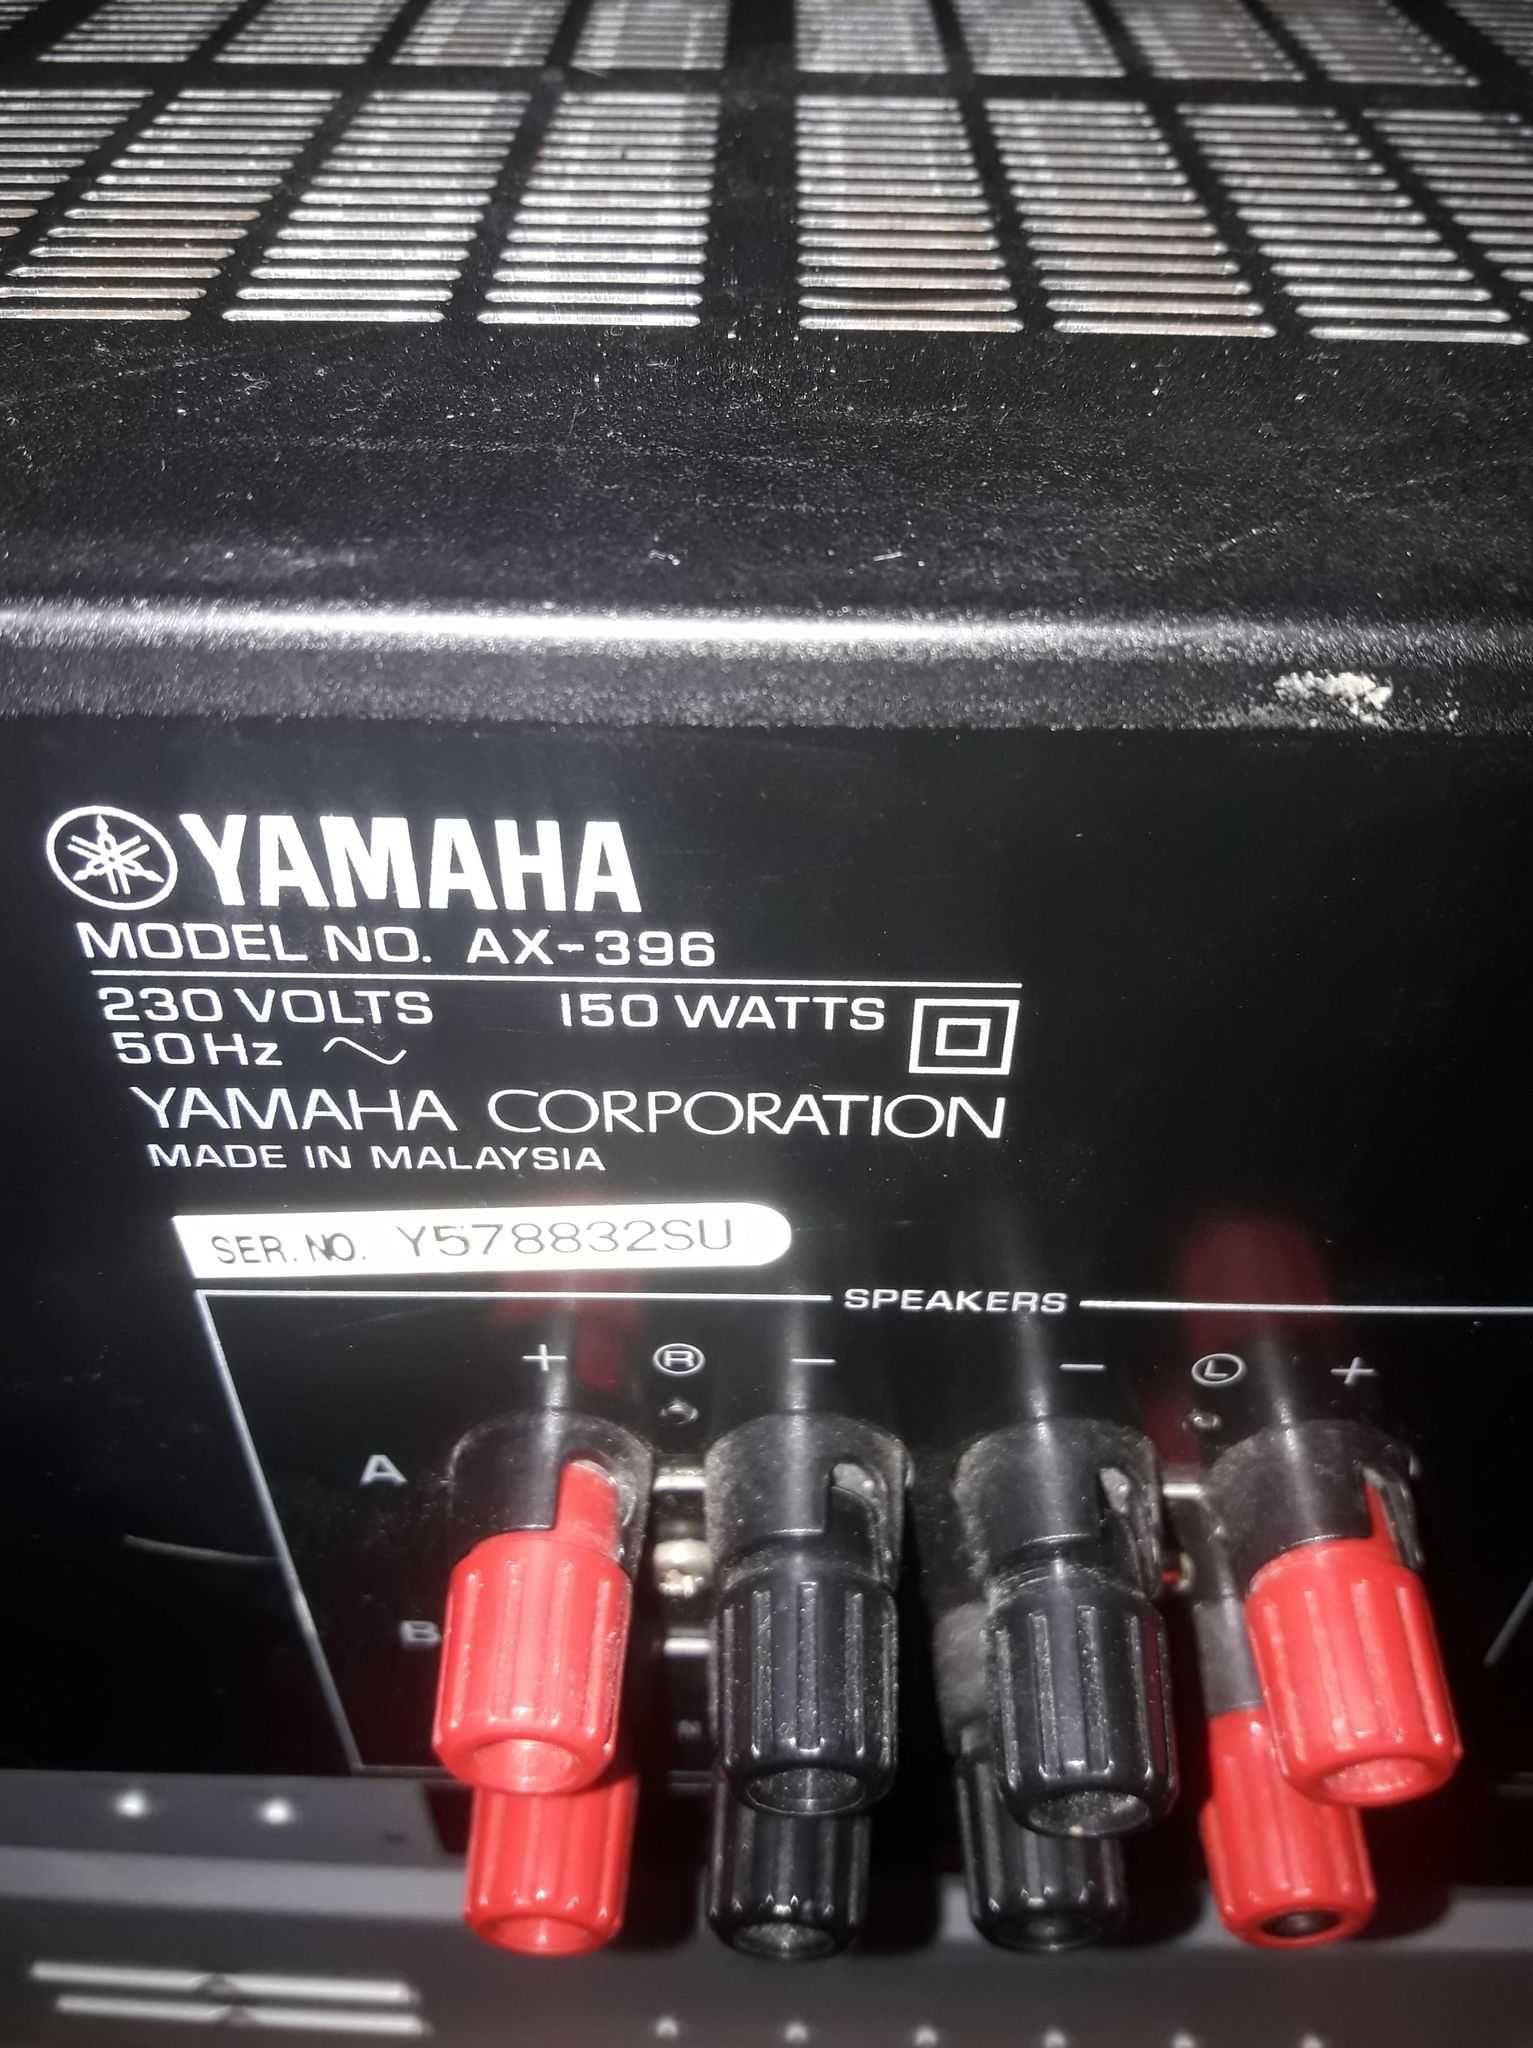 YAMAHA
MODEL NO. AX-396
230 VOLTS 150 WATTS
50Hz ~
YAMAHA CORPORATION
MADE IN MALAYSIA
SER. NO. Y578832SU
SPEAKERS
+ R - - L +
A
B